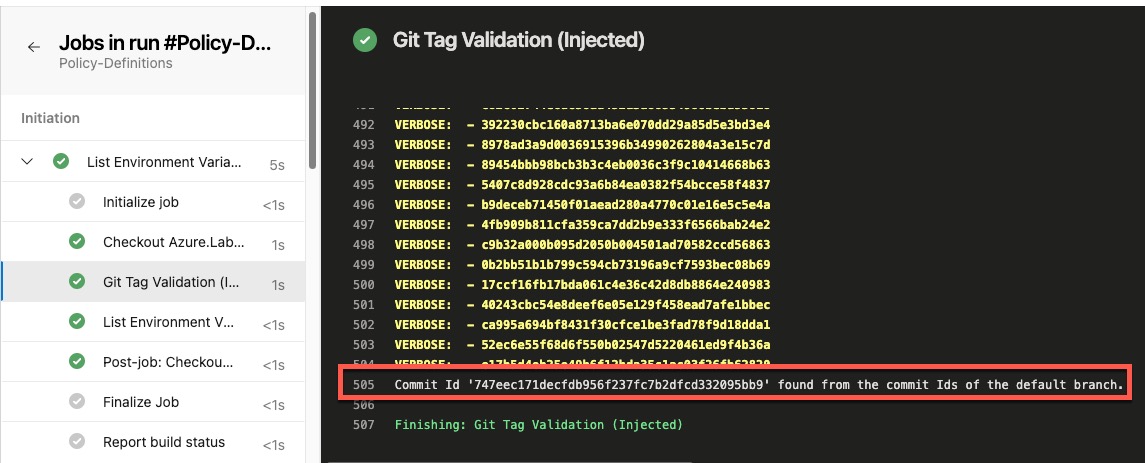 Jobs in run #Policy-D...
Policy-Definitions
Initiation
List Environment Varia... 5s
Initialize job <1s
Checkout Azure.Lab... 1s
Git Tag Validation (I... 1s
List Environment V... <1s
Post-job: Checkou... <1s
Finalize Job <1s
Report build status <1s
Git Tag Validation (Injected)
492 VERBOSE: - 392230cbc160a8713ba6e070dd29a85d5e3bd3e4
493 VERBOSE: - 8978ad3a9d0036915396b34990262804a3e15c7d
494 VERBOSE: - 89454bbb98bcb3b3c4eb0036c3f9c10414668b63
495 VERBOSE: - 5407c8d928cdc93a6b84ea0382f54bcce58f4837
496 VERBOSE: - b9deceb71450f01aead280a4770c01e16e5c5e4a
497 VERBOSE: - 4fb909b811cfa359ca7dd2b9e333f6566bab24e2
498 VERBOSE: - c9b32a000b095d2050b004501ad70582ccd56863
499 VERBOSE: - 0b2bb51b1b799c594cb73196a9cf7593bec08b69
500 VERBOSE: - 17ccf16fb17bda061c4e36c42d8db8864e240983
501 VERBOSE: - 40243cbc54e8deef6e05e129f458ead7afe1bbec
502 VERBOSE: - ca995a694bf8431f30cfce1be3fad78f9d18dda1
503 VERBOSE: - 52ec6e55f68d6f550b02547d5220461ed9f4b36a
504 VERBOSE:
505 Commit Id '747eec171decfdb956f237fc7b2dfcd332095bb9' found from the commit Ids of the default branch.
506
507 Finishing: Git Tag Validation (Injected)